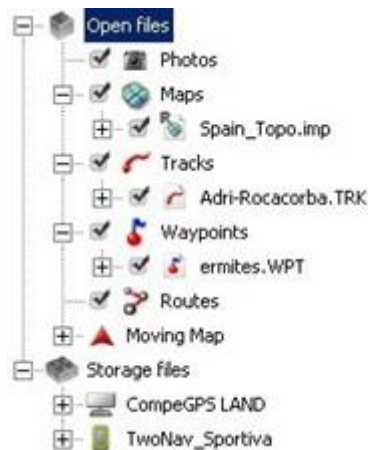 Open files
Photos
Maps
Spain_Topo.imp
Tracks
Adri-Rocacorba.TRK
Waypoints
ermites.WPT
Routes
Moving Map
Storage files
CompeGPS LAND
TwoNav_Sportiva